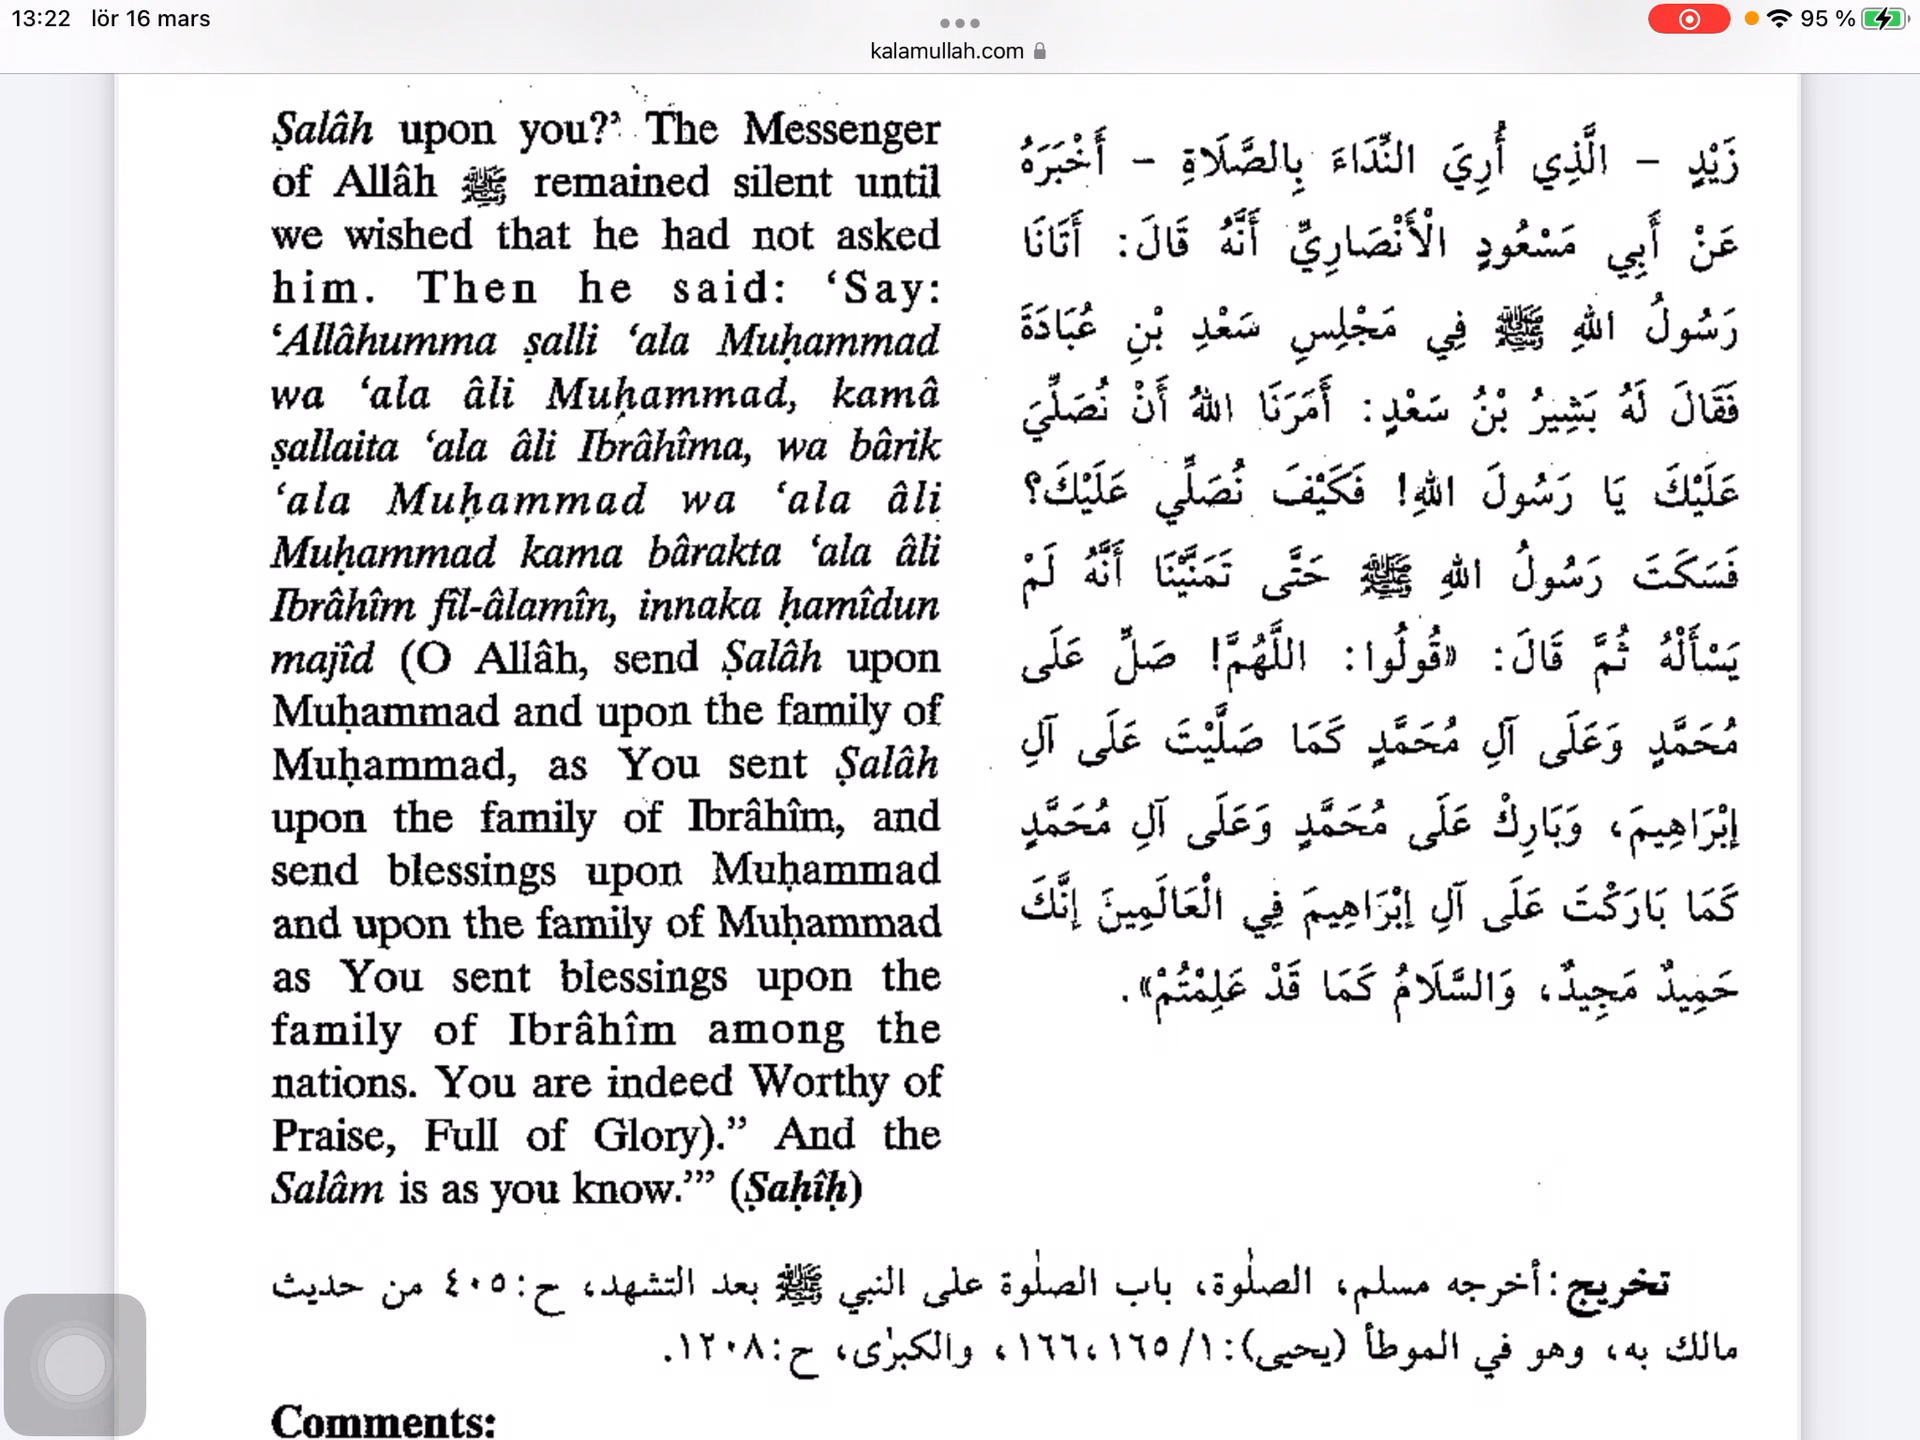 13:22 lör 16 mars
95 %
kalamullah.com
Ṣalâh upon you?’ The Messenger
of Allâh ﷺ remained silent until
we wished that he had not asked
him. Then he said: ‘Say:
‘Allâhumma ṣalli ‘ala Muḥammad
wa ‘ala âli Muḥammad, kamâ
ṣallaita ‘ala âli Ibrâhîma, wa bârik
‘ala Muḥammad wa ‘ala âli
Muḥammad kama bârakta ‘ala âli
Ibrâhîm fil-âlamîn, innaka ḥamîdun
majîd (O Allâh, send Ṣalâh upon
Muḥammad and upon the family of
Muḥammad, as You sent Ṣalâh
upon the family of Ibrâhîm, and
send blessings upon Muḥammad
and upon the family of Muḥammad
as You sent blessings upon the
family of Ibrâhîm among the
nations. You are indeed Worthy of
Praise, Full of Glory).” And the
Salâm is as you know.’” (Ṣaḥîḥ)
زَيْدٍ – الَّذِي أُرِيَ النِّدَاءَ بِالصَّلَاةِ – أَخْبَرَهُ
عَنْ أَبِي مَسْعُودٍ الْأَنْصَارِيِّ أَنَّهُ قَالَ: أَتَانَا
رَسُولُ اللهِ ﷺ فِي مَجْلِسِ سَعْدِ بْنِ عُبَادَةَ
فَقَالَ لَهُ بَشِيرُ بْنُ سَعْدٍ: أَمَرَنَا اللهُ أَنْ نُصَلِّيَ
عَلَيْكَ يَا رَسُولَ اللهِ! فَكَيْفَ نُصَلِّي عَلَيْكَ؟
فَسَكَتَ رَسُولُ اللهِ ﷺ حَتَّى تَمَنَّيْنَا أَنَّهُ لَمْ
يَسْأَلْهُ ثُمَّ قَالَ: «قُولُوا: اللَّهُمَّ! صَلِّ عَلَى
مُحَمَّدٍ وَعَلَى آلِ مُحَمَّدٍ كَمَا صَلَّيْتَ عَلَى آلِ
إِبْرَاهِيمَ، وَبَارِكْ عَلَى مُحَمَّدٍ وَعَلَى آلِ مُحَمَّدٍ
كَمَا بَارَكْتَ عَلَى آلِ إِبْرَاهِيمَ فِي الْعَالَمِينَ إِنَّكَ
حَمِيدٌ مَجِيدٌ، وَالسَّلَامُ كَمَا قَدْ عَلِمْتُمْ».
تخريج: أخرجه مسلم، الصلٰوة، باب الصلٰوة على النبي ﷺ بعد التشهد، ح:٤٠٥ من حديث
مالك به، وهو في الموطأ (يحيى):١/ ١٦٥،١٦٦، والكبرٰى، ح:١٢٠٨.
Comments: